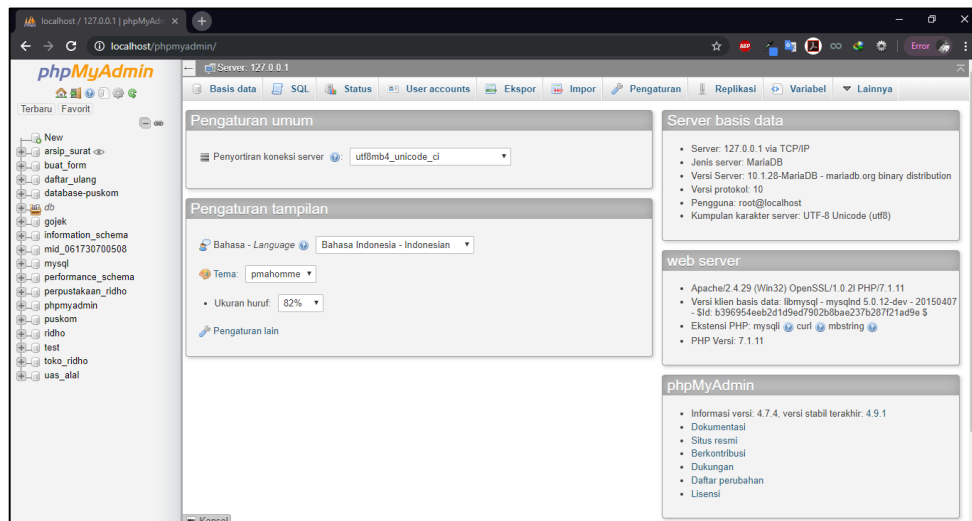 localhost / 127.0.0.1 | phpMyAdm
localhost/phpmyadmin/
ABP
Error
phpMyAdmin
Terbaru Favorit
New
arsip_surat
buat_form
daftar_ulang
database-puskom
db
gojek
information_schema
mid_061730700508
mysql
performance_schema
perpustakaan_ridho
phpmyadmin
puskom
ridho
test
toko_ridho
uas_alal
Server: 127.0.0.1
Basis data SQL Status User accounts Ekspor Impor Pengaturan Replikasi Variabel Lainnya
Pengaturan umum
Penyortiran koneksi server : utf8mb4_unicode_ci
Pengaturan tampilan
Bahasa - Language Bahasa Indonesia - Indonesian
Tema: pmahomme
Ukuran huruf: 82%
Pengaturan lain
Server basis data
Server: 127.0.0.1 via TCP/IP
Jenis server: MariaDB
Versi Server: 10.1.28-MariaDB - mariadb.org binary distribution
Versi protokol: 10
Pengguna: root@localhost
Kumpulan karakter server: UTF-8 Unicode (utf8)
web server
Apache/2.4.29 (Win32) OpenSSL/1.0.2l PHP/7.1.11
Versi klien basis data: libmysql - mysqlnd 5.0.12-dev - 20150407
- $Id: b396954eeb2d1d9ed7902b8bae237b287f21ad9e $
Ekstensi PHP: mysqli curl mbstring
PHP Versi: 7.1.11
phpMyAdmin
Informasi versi: 4.7.4, versi stabil terakhir: 4.9.1
Dokumentasi
Situs resmi
Berkontribusi
Dukungan
Daftar perubahan
Lisensi
Konsol